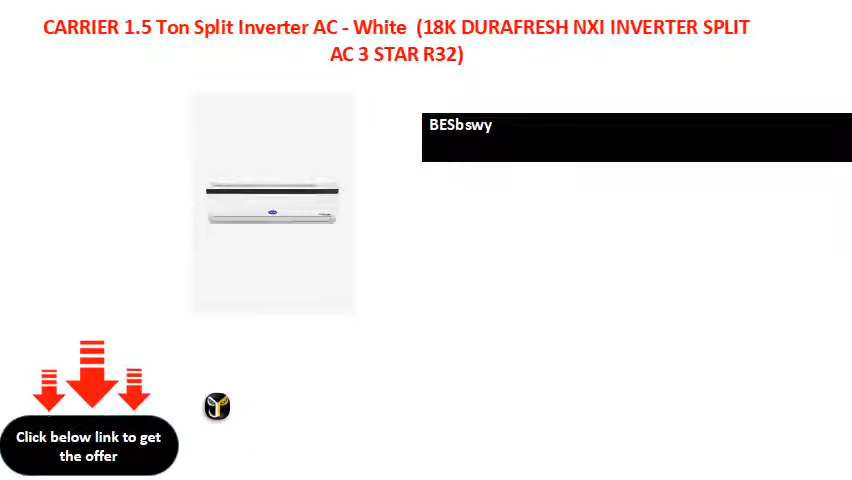 CARRIER 1.5 Ton Split Inverter AC - White  (18K DURAFRESH NXI INVERTER SPLIT
AC 3 STAR R32)
BESbswy
Click below link to get
the offer